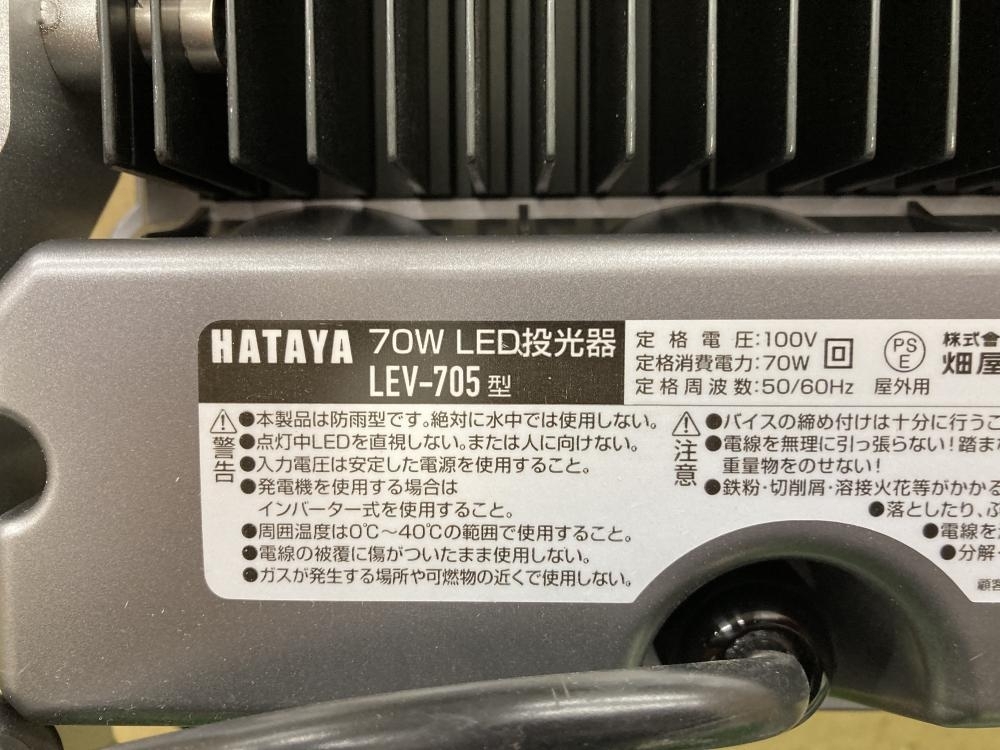 HATAYA 70W LED投光器
LEV-705型
定格電圧:100V
定格消費電力:70W
定格周波数:50/60Hz
PS
E
屋外用
株式會
畑屋
警告
●本製品は防雨型です。絶対に水中では使用しない。
●点灯中LEDを直視しない。または人に向けない。
●入力電圧は安定した電源を使用すること。
●発電機を使用する場合は
インバーター式を使用すること。
●周囲温度は0℃～40℃の範囲で使用すること。
●電線の被覆に傷がついたまま使用しない。
●ガスが発生する場所や可燃物の近くで使用しない。
注意
●バイスの締め付けは十分に行うこ
●電線を無理に引っ張らない!踏ま
重量物をのせない!
●鉄粉・切削屑・溶接火花等がかかる
●落としたり、ぶ
●電線を
●分解
顧客